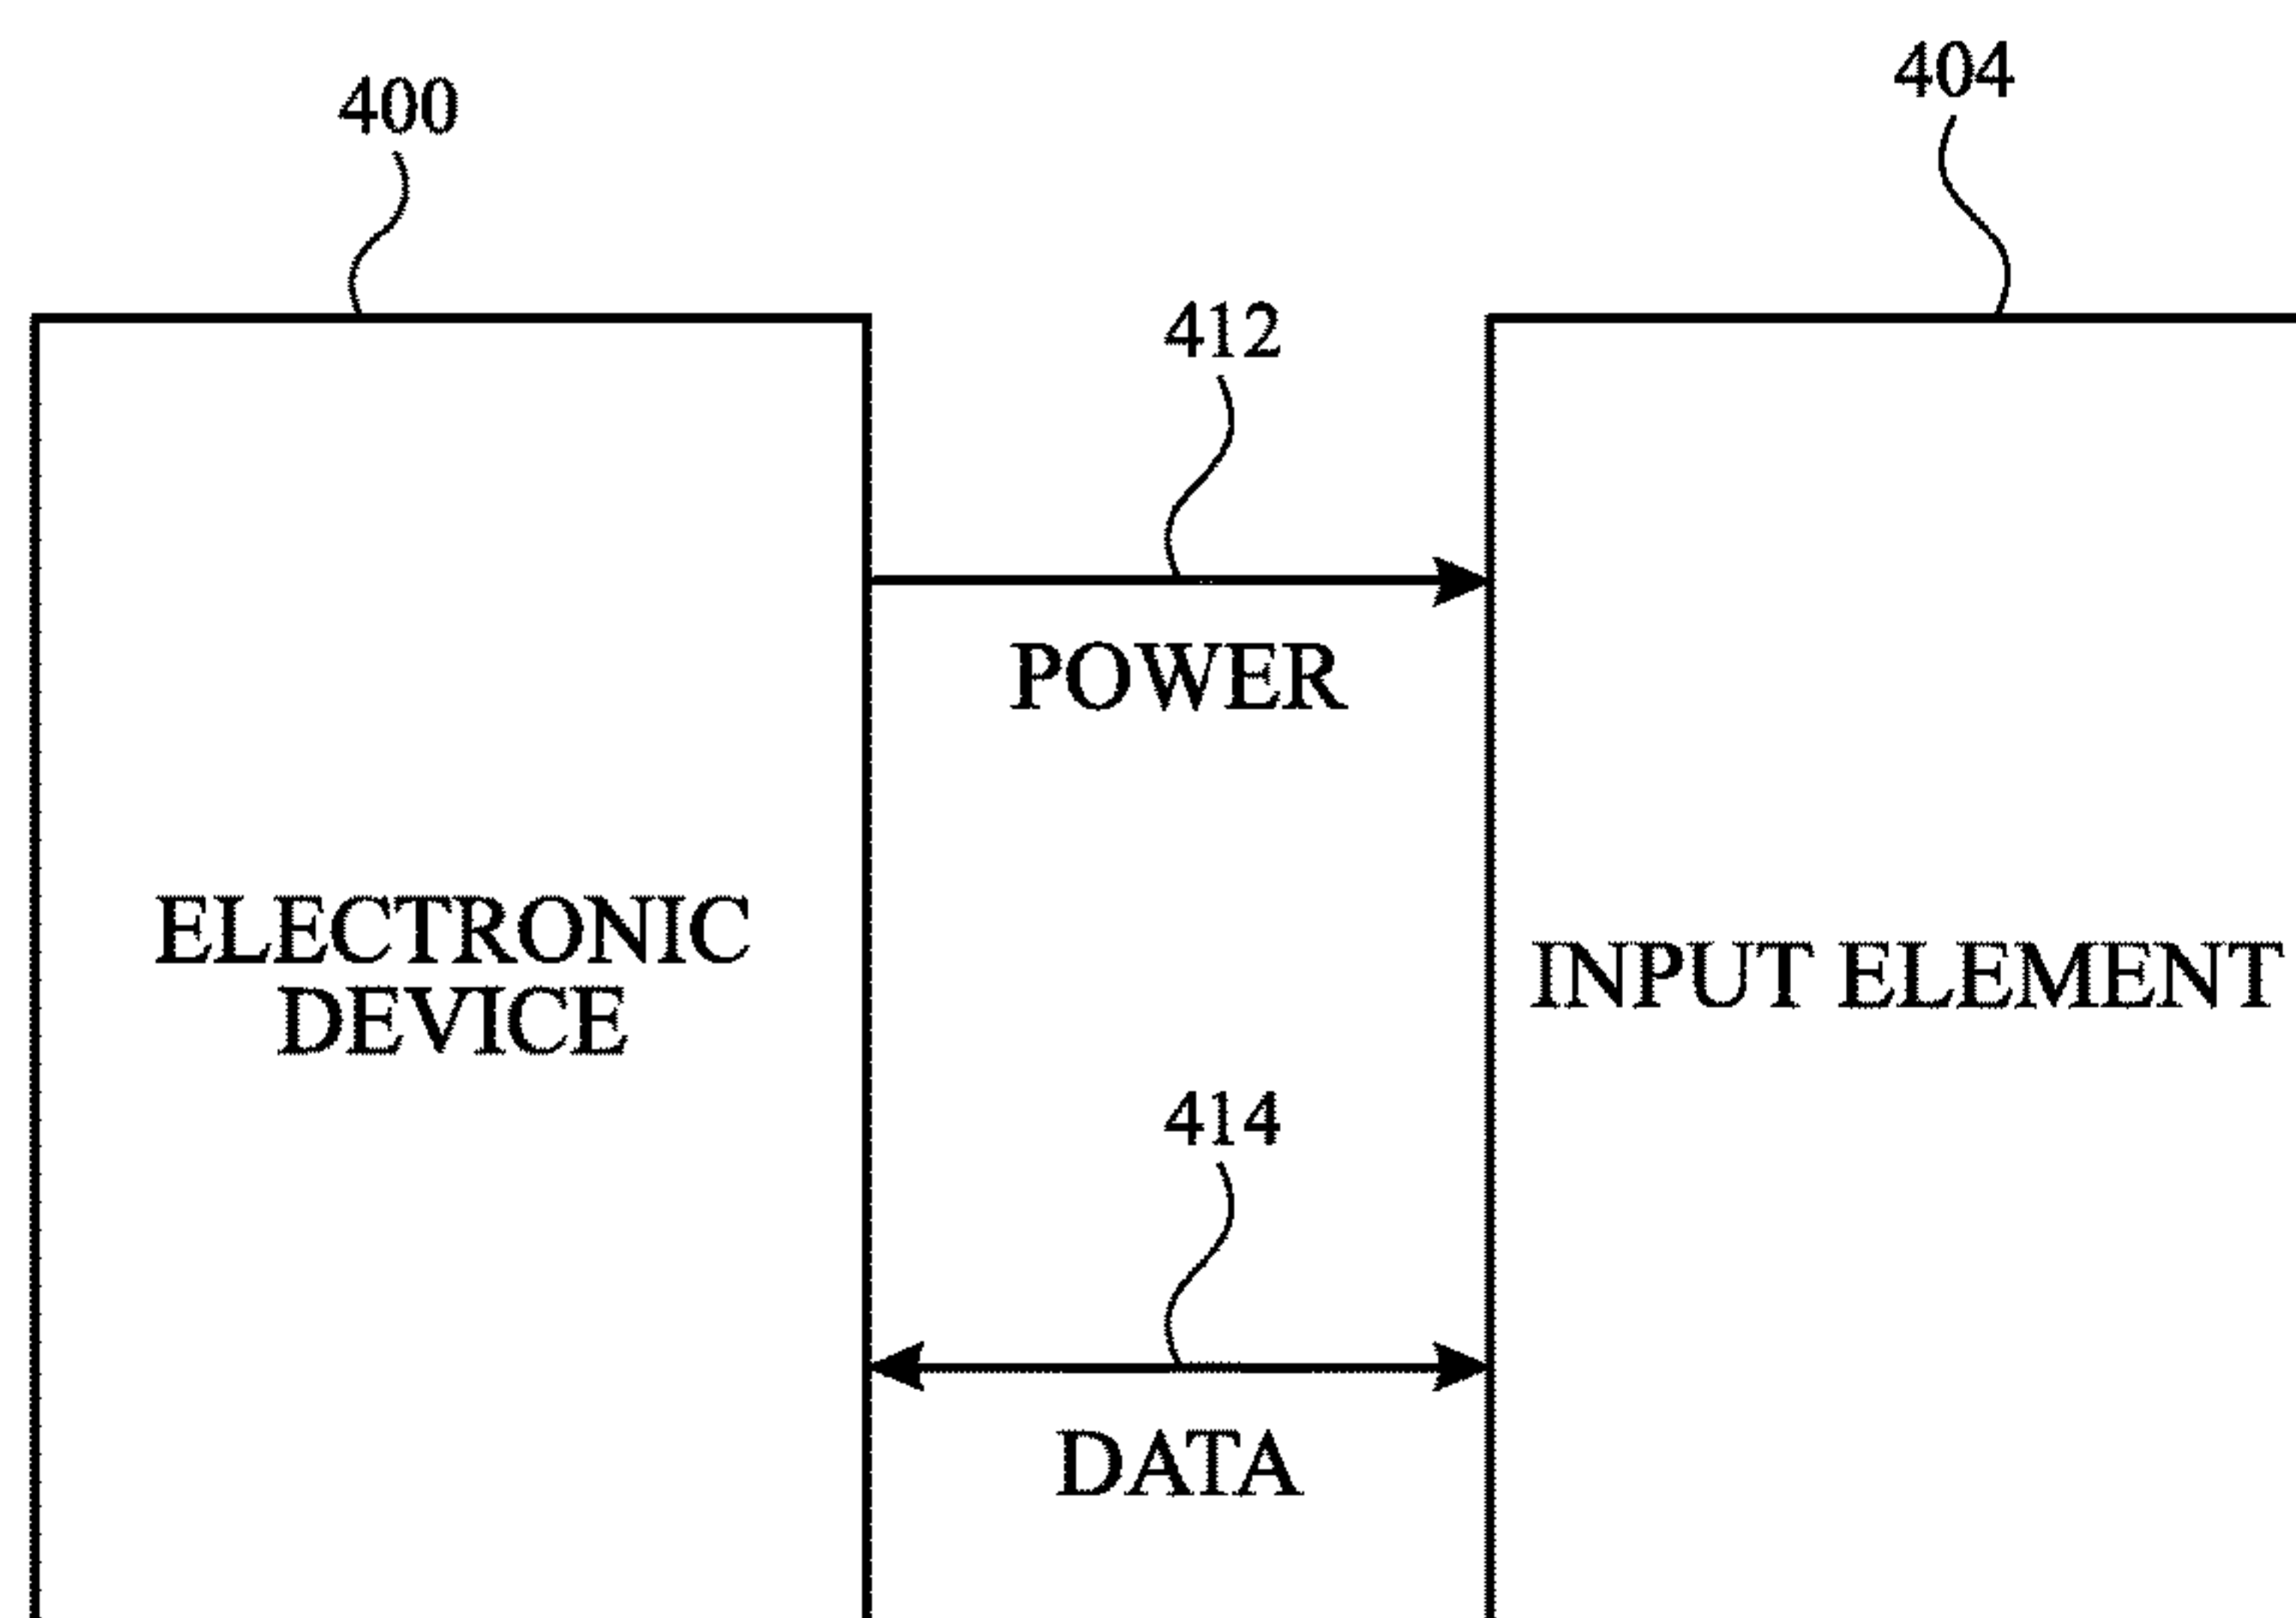 400
404
412
POWER
ELECTRONIC
DEVICE
INPUT ELEMENT
414
DATA